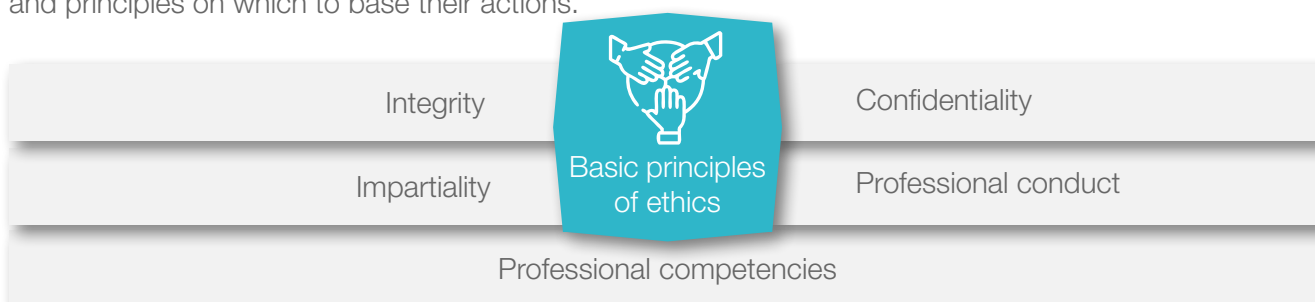 and principles on which to base their actions.
Integrity
Confidentiality
Basic principles
of ethics
Impartiality
Professional conduct
Professional competencies